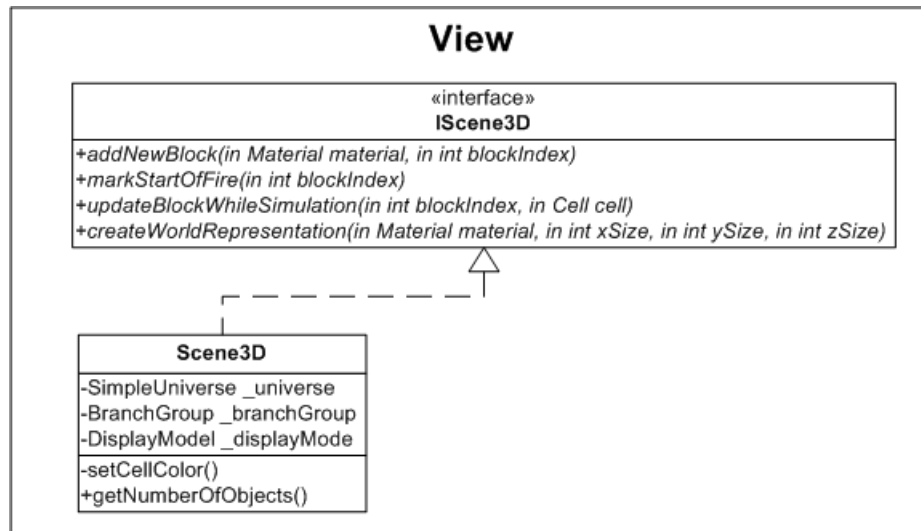 View
«interface»
IScene3D
+addNewBlock(in Material material, in int blockIndex)
+markStartOfFire(in int blockIndex)
+updateBlockWhileSimulation(in int blockIndex, in Cell cell)
+createWorldRepresentation(in Material material, in int xSize, in int ySize, in int zSize)
Scene3D
-SimpleUniverse _universe
-BranchGroup _branchGroup
-DisplayModel _displayMode
-setCellColor()
+getNumberOfObjects()